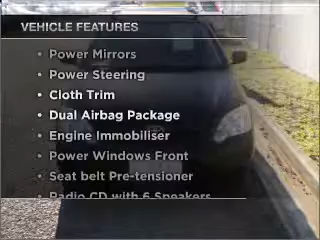 VEHICLE FEATURES
• Power Mirrors
• Power Steering
• Cloth Trim
• Dual Airbag Package
• Engine Immobiliser
• Power Windows Front
• Seat belt Pre-tensioner
• Radio CD with 6 Speakers